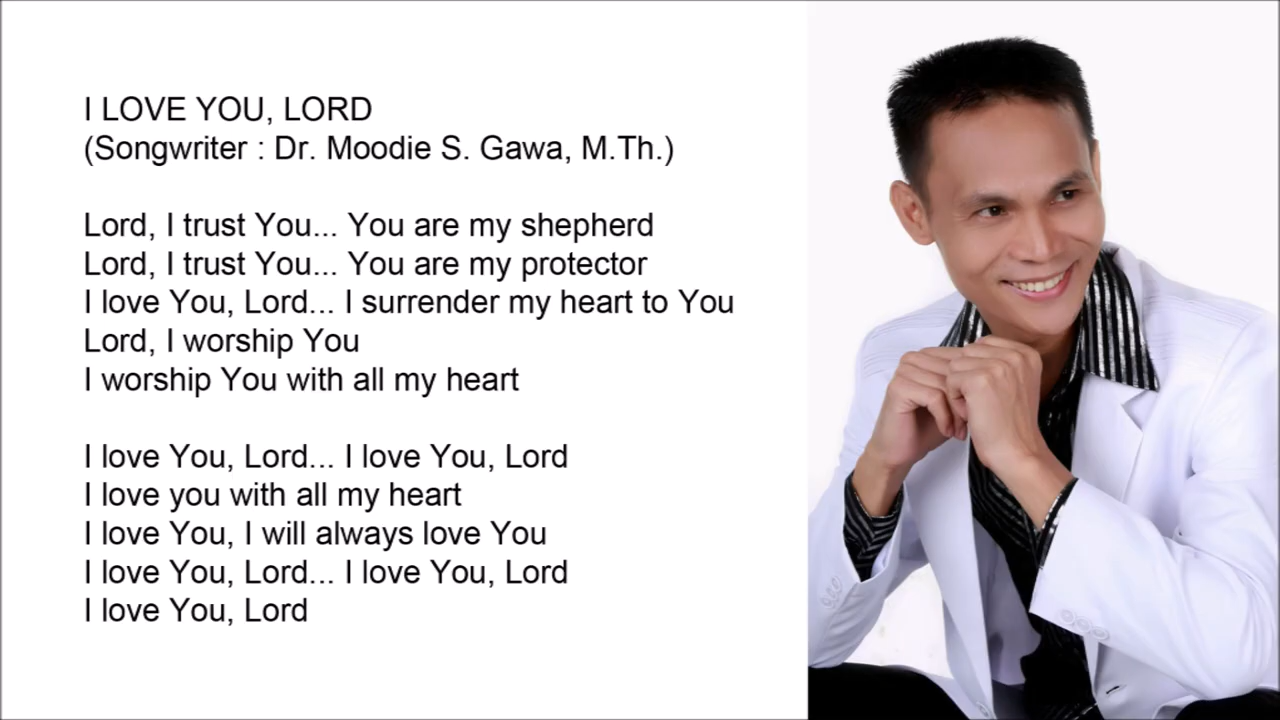 I LOVE YOU, LORD
(Songwriter : Dr. Moodie S. Gawa, M.Th.)
Lord, I trust You... You are my shepherd
Lord, I trust You... You are my protector
I love You, Lord... I surrender my heart to You
Lord, I worship You
I worship You with all my heart
I love You, Lord... I love You, Lord
I love you with all my heart
I love You, I will always love You
I love You, Lord... I love You, Lord
I love You, Lord